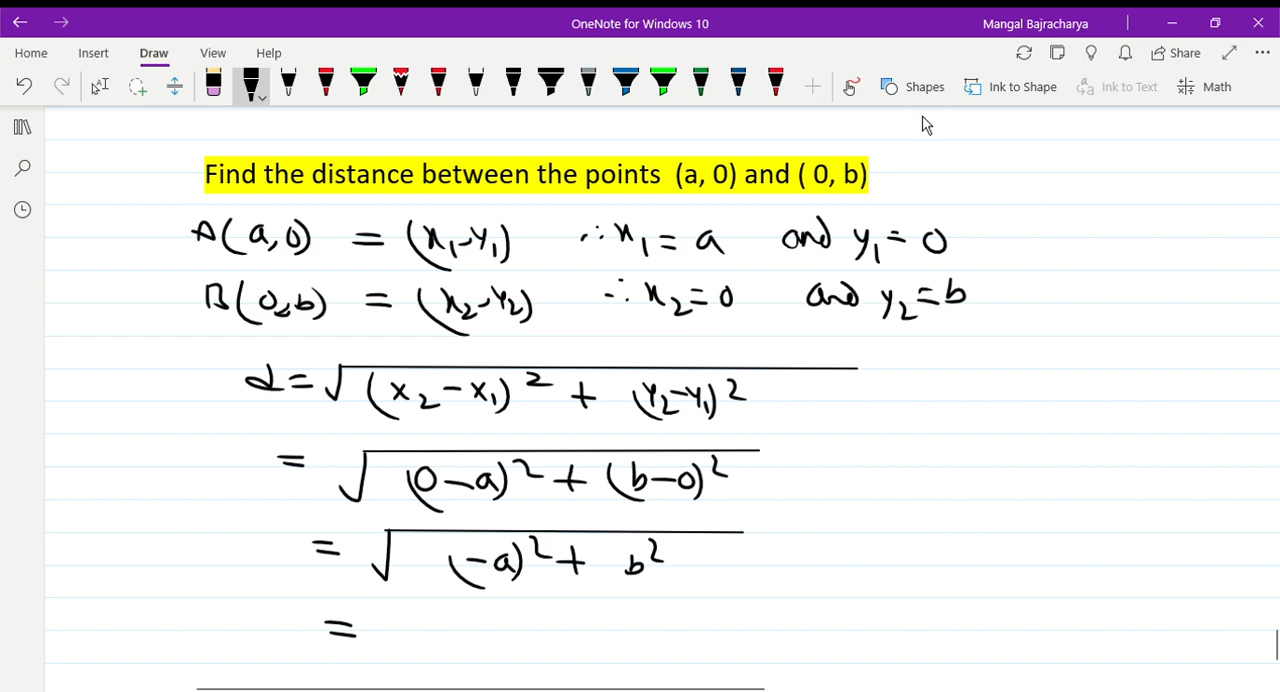 OneNote for Windows 10 Mangal Bajracharya
Home Insert Draw View Help Share
Shapes Ink to Shape Ink to Text Math
Find the distance between the points (a, 0) and ( 0, b)
A(a,0) = (x₁,y₁) ∴x₁ = a and y₁ = 0
B(0,b) = (x₂,y₂) ∴x₂=0 and y₂=b
d = √(x₂-x₁)² + (y₂-y₁)²
= √(0-a)² + (b-0)²
= √(-a)² + b²
=